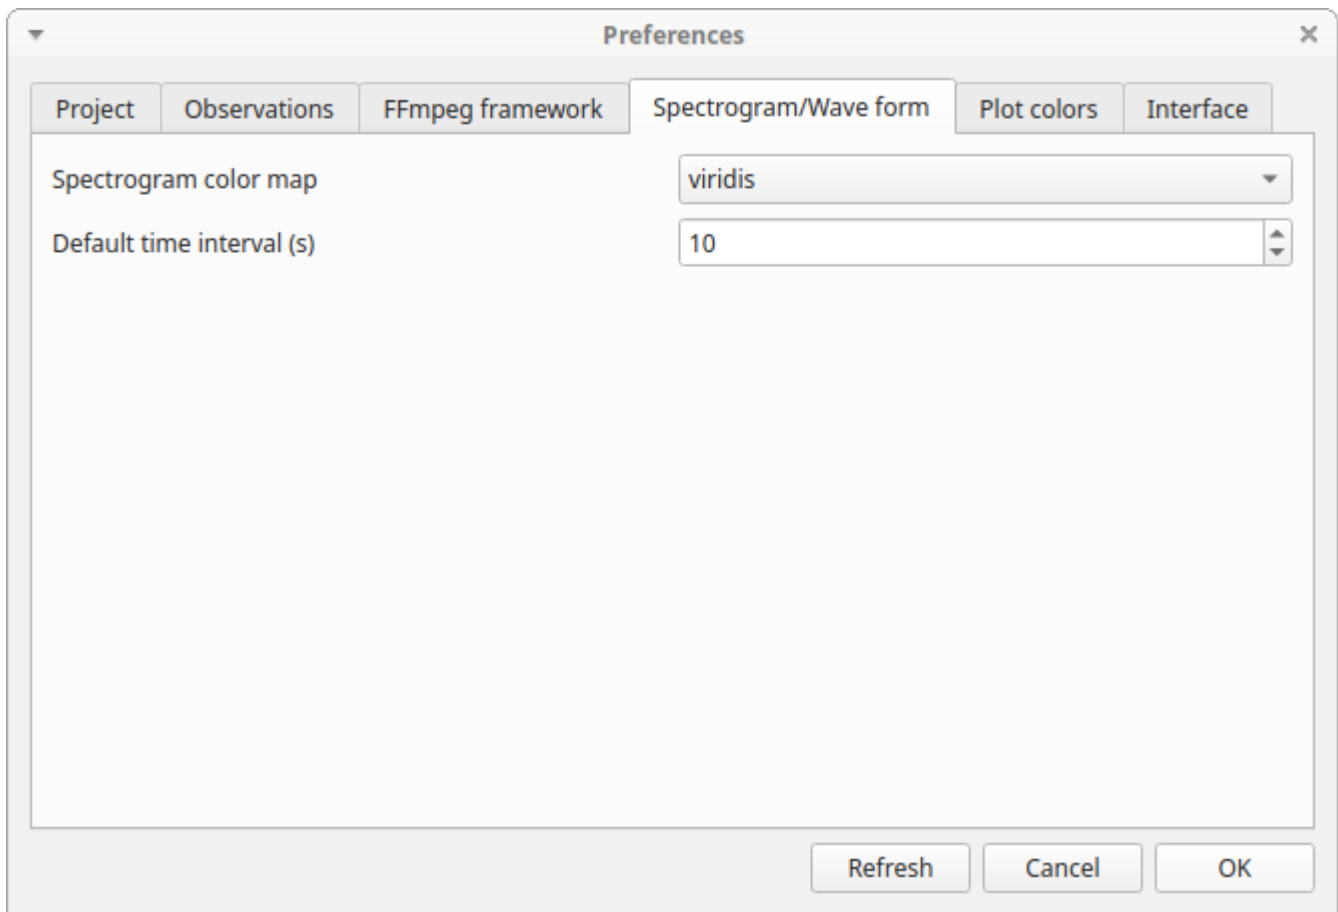 Preferences
Project Observations FFmpeg framework Spectrogram/Wave form Plot colors Interface
Spectrogram color map viridis
Default time interval (s) 10
Refresh Cancel OK